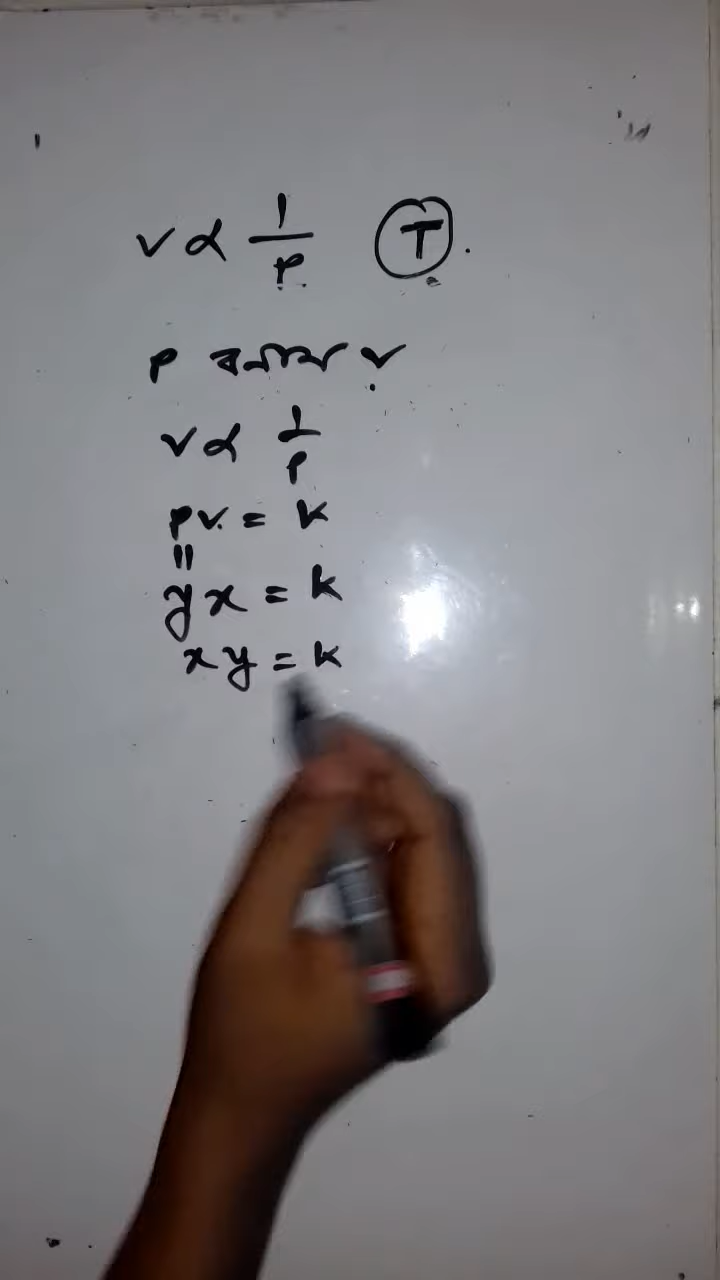 v ∝ 1/P (T).
P বনাম v
v ∝ 1/P
Pv = k
||
yx = k
xy = k